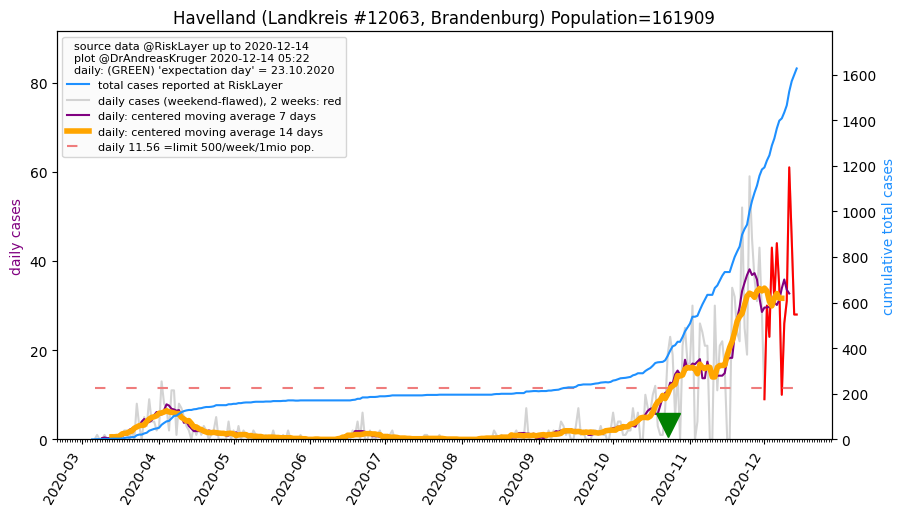 Havelland (Landkreis #12063, Brandenburg) Population=161909
source data @RiskLayer up to 2020-12-14
plot @DrAndreasKruger 2020-12-14 05:22
daily: (GREEN) 'expectation day' = 23.10.2020
total cases reported at RiskLayer
daily cases (weekend-flawed), 2 weeks: red
daily: centered moving average 7 days
daily: centered moving average 14 days
daily 11.56 =limit 500/week/1mio pop.
daily cases
80
60
40
20
0
cumulative total cases
1600
1400
1200
1000
800
600
400
200
0
2020-03
2020-04
2020-05
2020-06
2020-07
2020-08
2020-09
2020-10
2020-11
2020-12